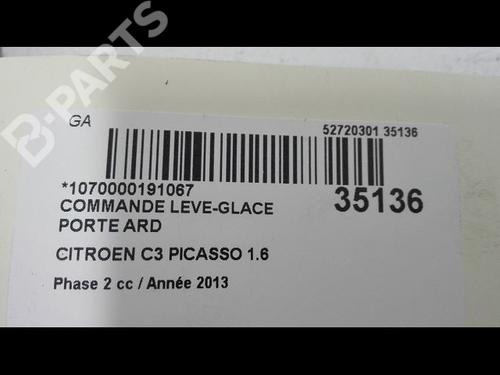 B-PARTS
GA
52720301 35136
*1070000191067
35136
COMMANDE LEVE-GLACE
PORTE ARD
CITROEN C3 PICASSO 1.6
Phase 2 cc / Année 2013